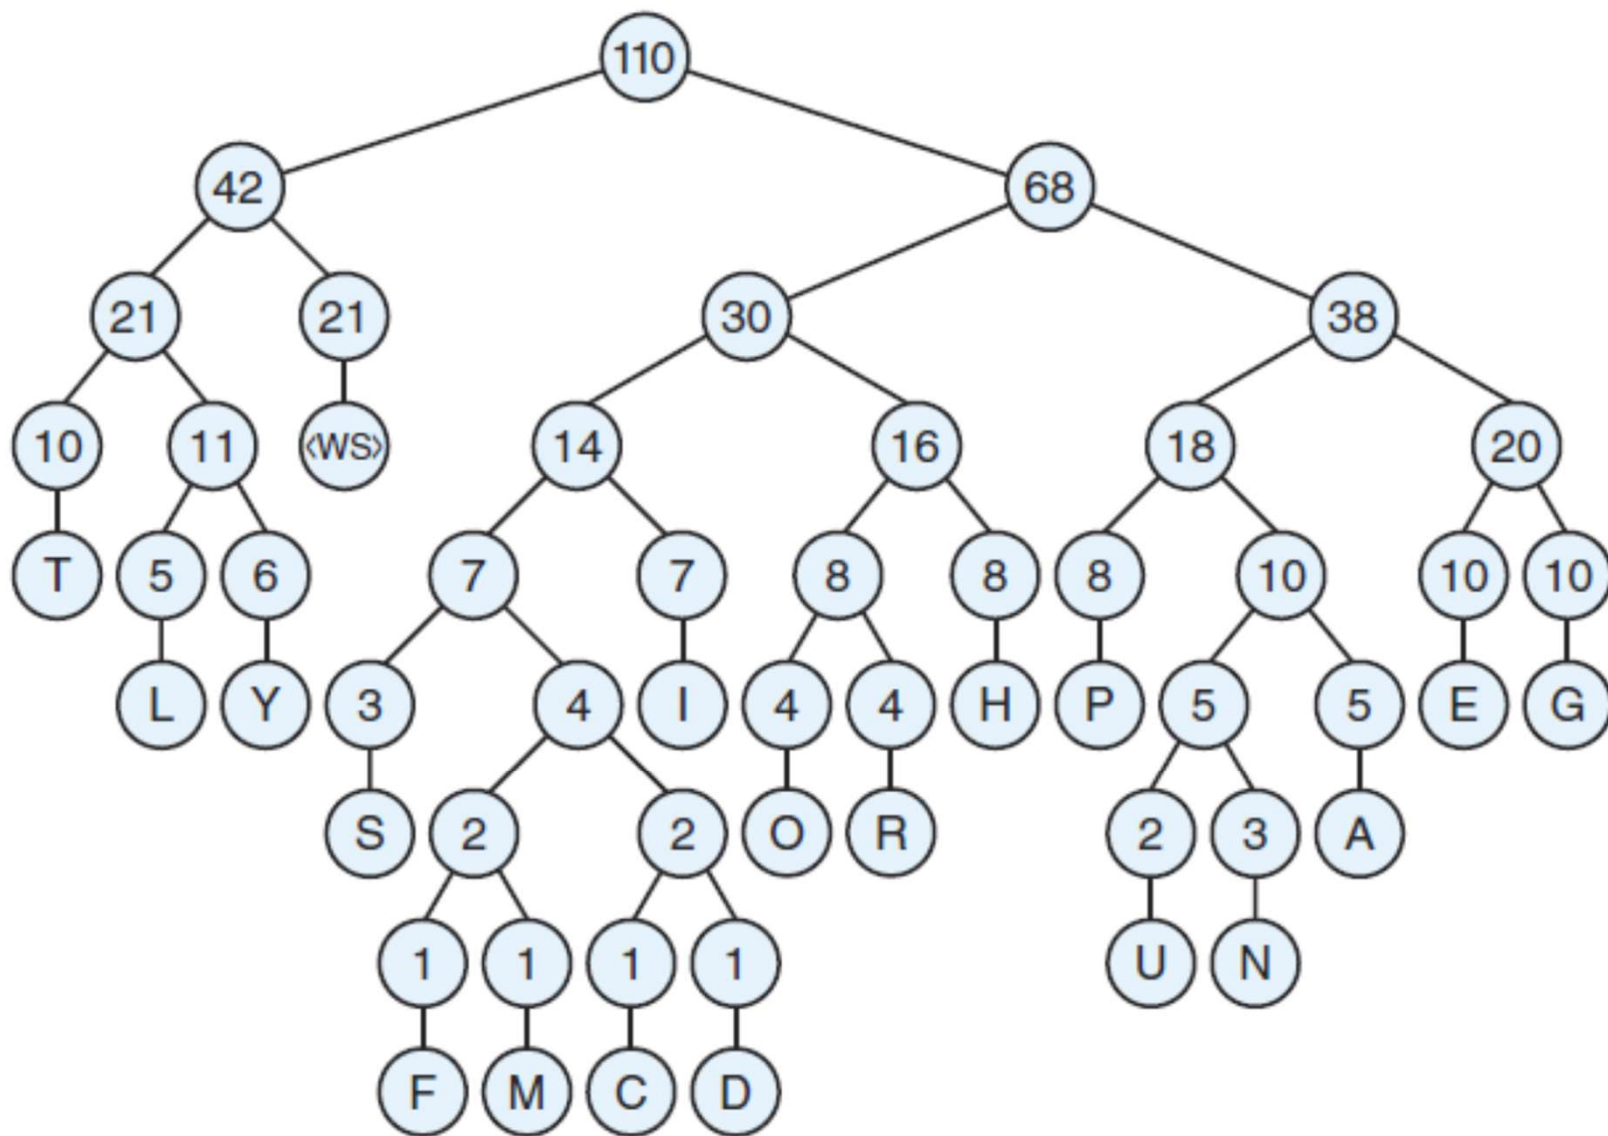 110
42 68
21 21 30 38
10 11 ‹WS› 14 16 18 20
T 5 6 7 7 8 8 8 10 10 10
L Y 3 4 I 4 4 H P 5 5 E G
S 2 2 O R 2 3 A
1 1 1 1 U N
F M C D